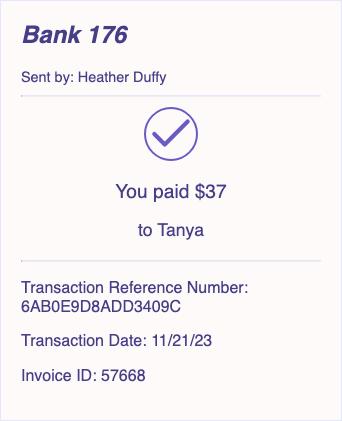 Bank 176
Sent by: Heather Duffy
You paid $37
to Tanya
Transaction Reference Number:
6AB0E9D8ADD3409C
Transaction Date: 11/21/23
Invoice ID: 57668